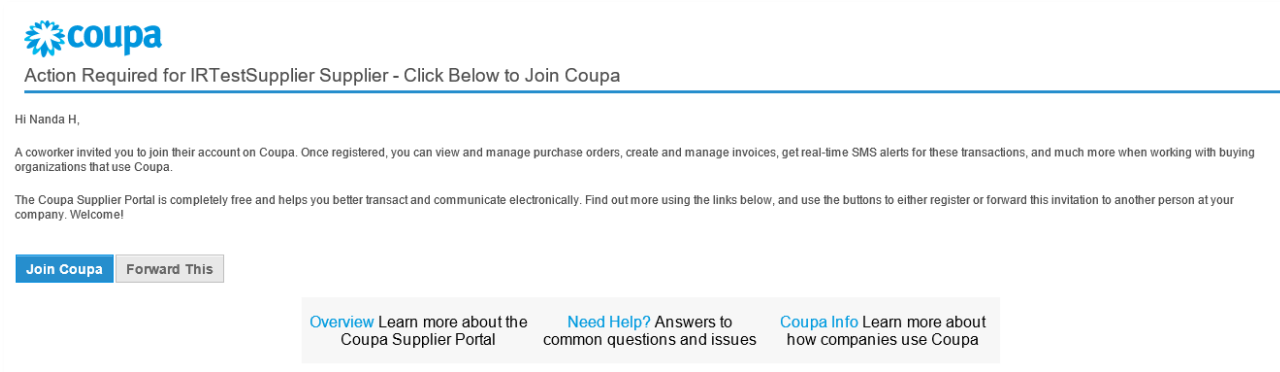 coupa
Action Required for IRTestSupplier Supplier - Click Below to Join Coupa
Hi Nanda H,
A coworker invited you to join their account on Coupa. Once registered, you can view and manage purchase orders, create and manage invoices, get real-time SMS alerts for these transactions, and much more when working with buying
organizations that use Coupa.
The Coupa Supplier Portal is completely free and helps you better transact and communicate electronically. Find out more using the links below, and use the buttons to either register or forward this invitation to another person at your
company. Welcome!
Join Coupa Forward This
Overview Learn more about the
Coupa Supplier Portal
Need Help? Answers to
common questions and issues
Coupa Info Learn more about
how companies use Coupa